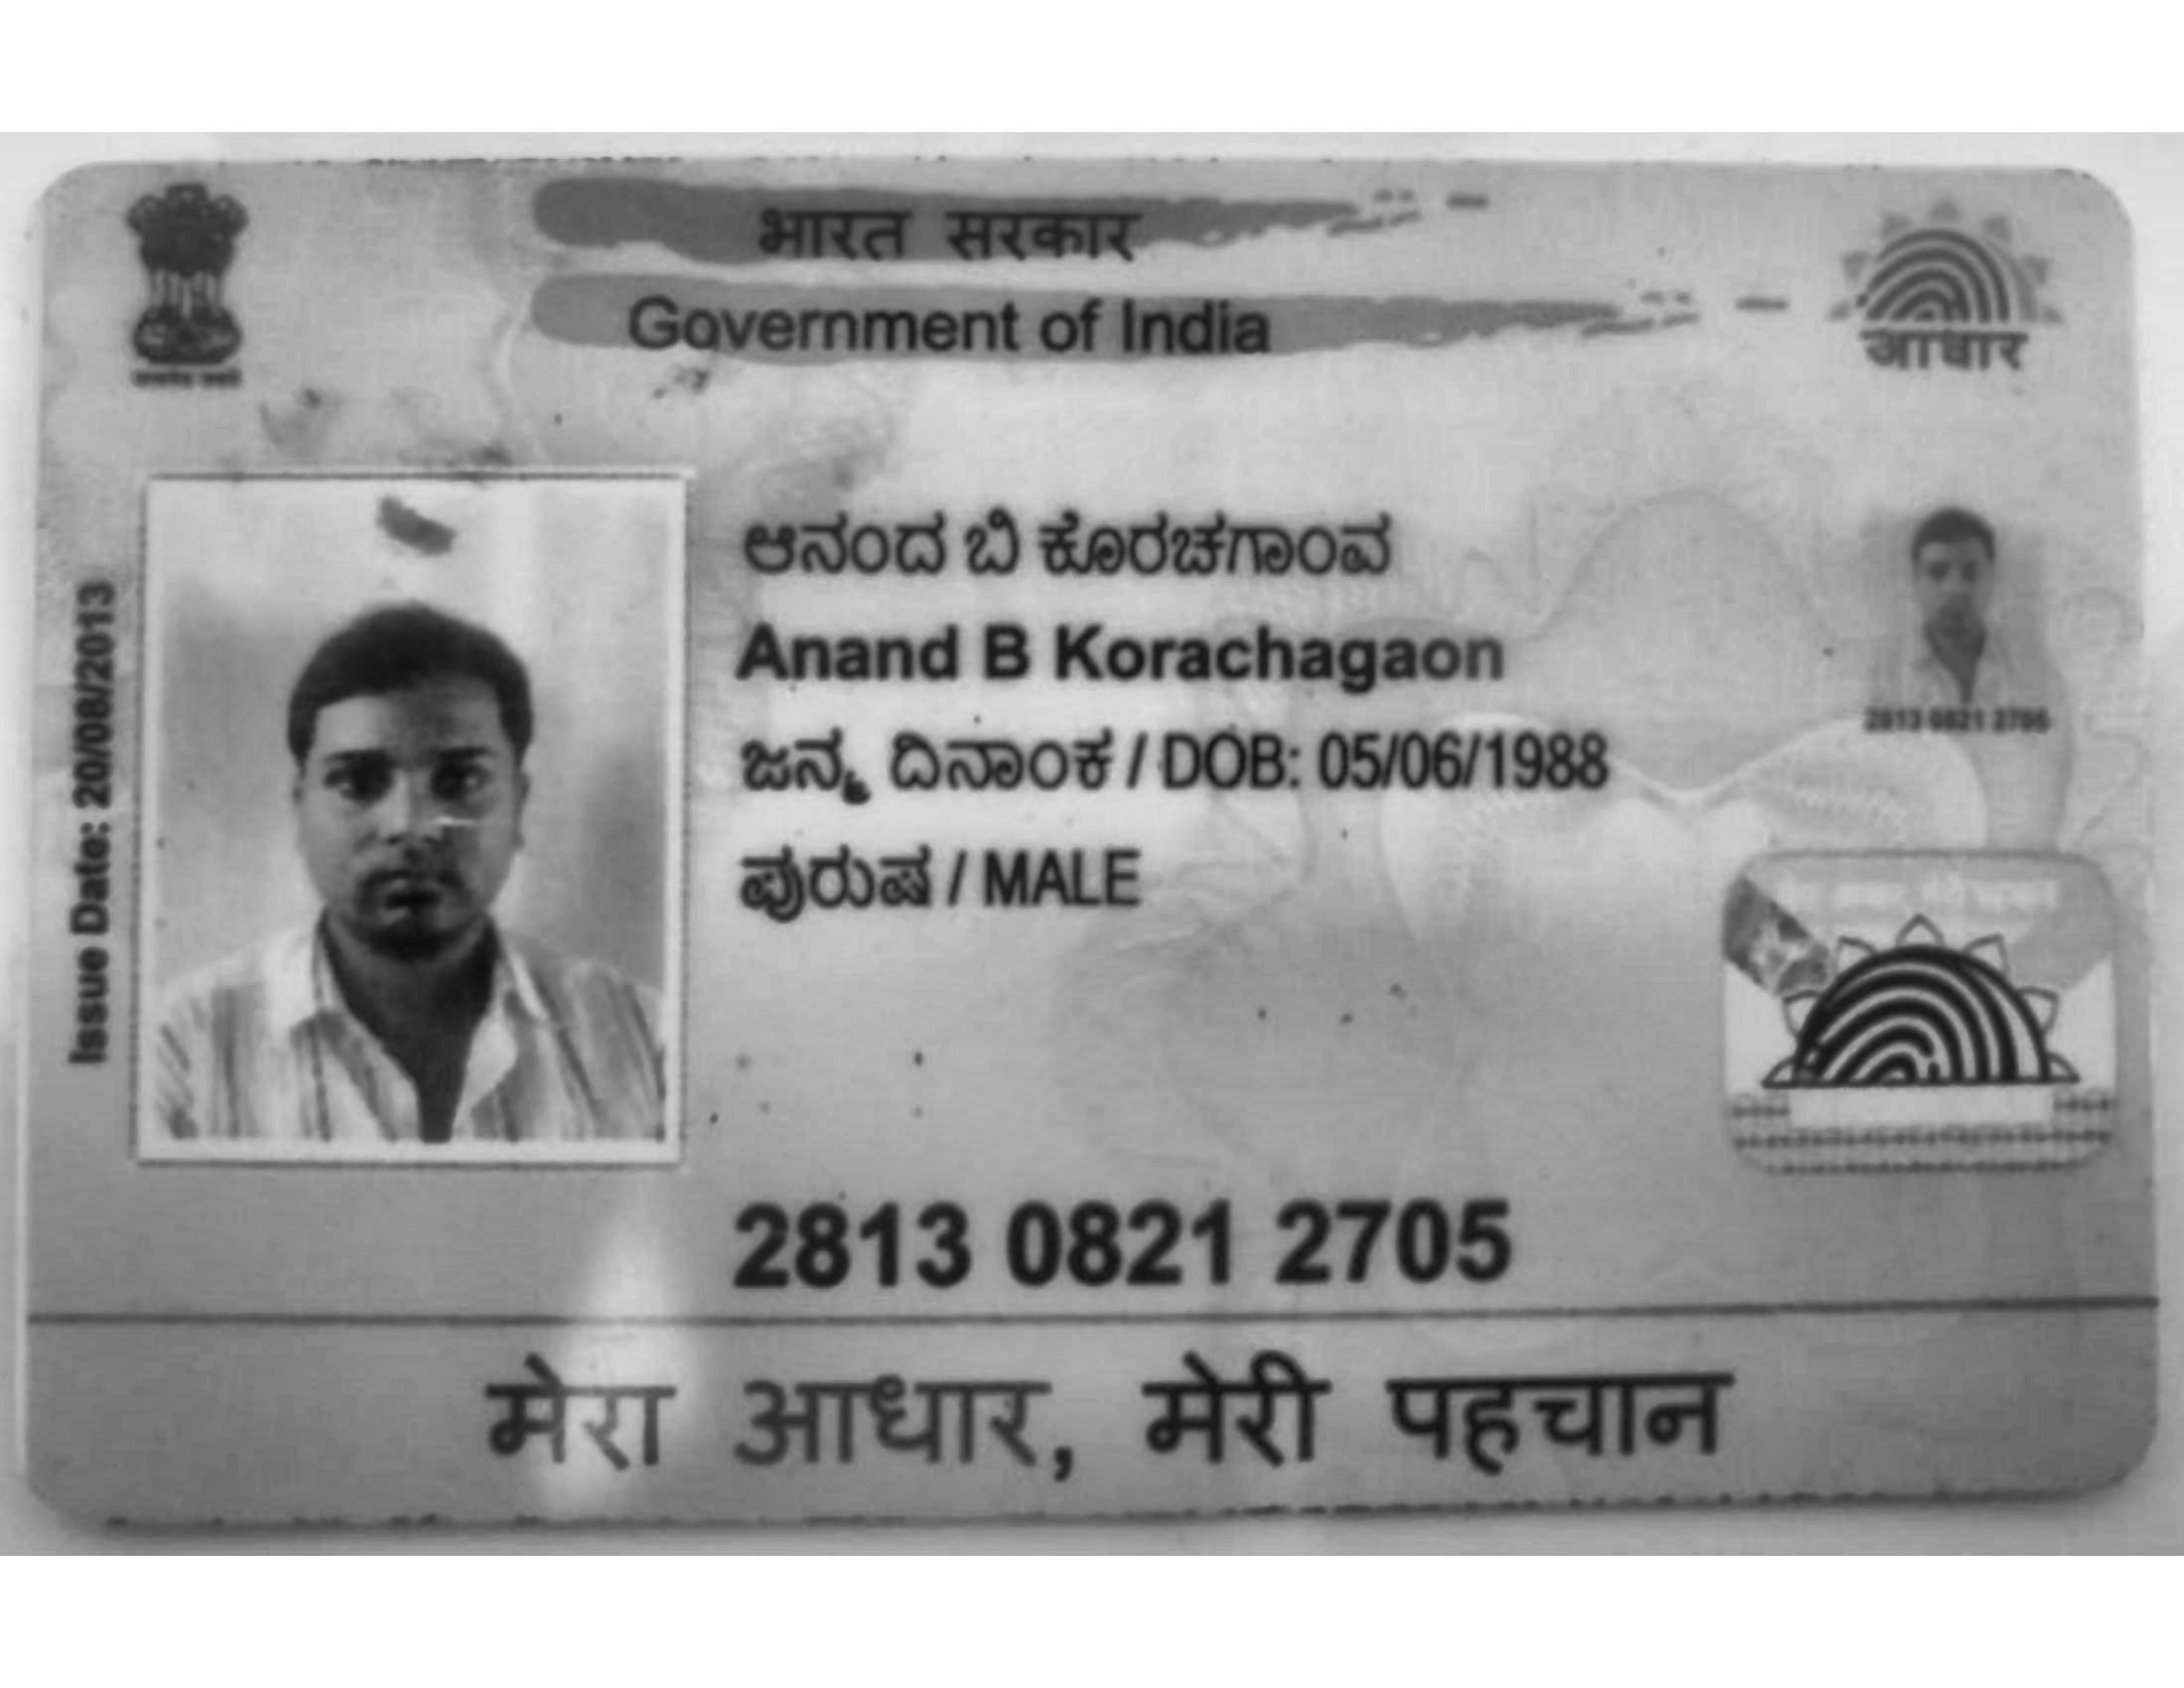 भारत सरकार
Government of India
आधार
Issue Date: 20/08/2013
ಆನಂದ ಬಿ ಕೊರಚಗಾಂವ
Anand B Korachagaon
ಜನ್ಮ ದಿನಾಂಕ / DOB: 05/06/1988
ಪುರುಷ / MALE
2813 0821 2705
2813 0821 2705
मेरा आधार, मेरी पहचान